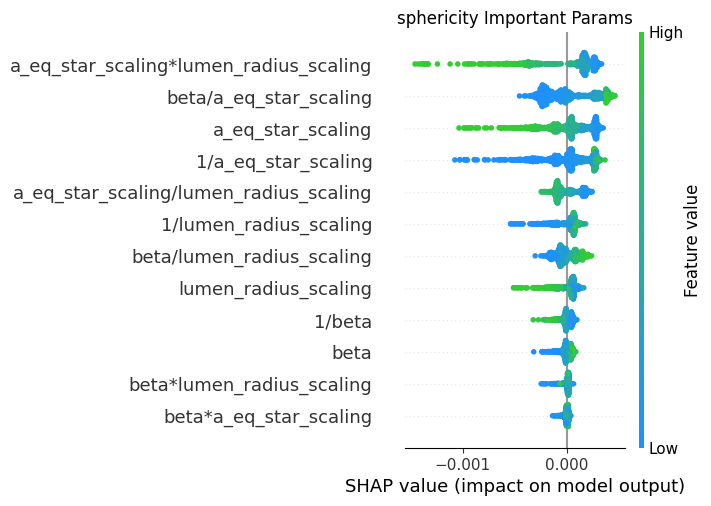 sphericity Important Params
High
a_eq_star_scaling*lumen_radius_scaling
beta/a_eq_star_scaling
a_eq_star_scaling
1/a_eq_star_scaling
a_eq_star_scaling/lumen_radius_scaling
1/lumen_radius_scaling
beta/lumen_radius_scaling
lumen_radius_scaling
1/beta
beta
beta*lumen_radius_scaling
beta*a_eq_star_scaling
Feature value
Low
−0.001 0.000
SHAP value (impact on model output)